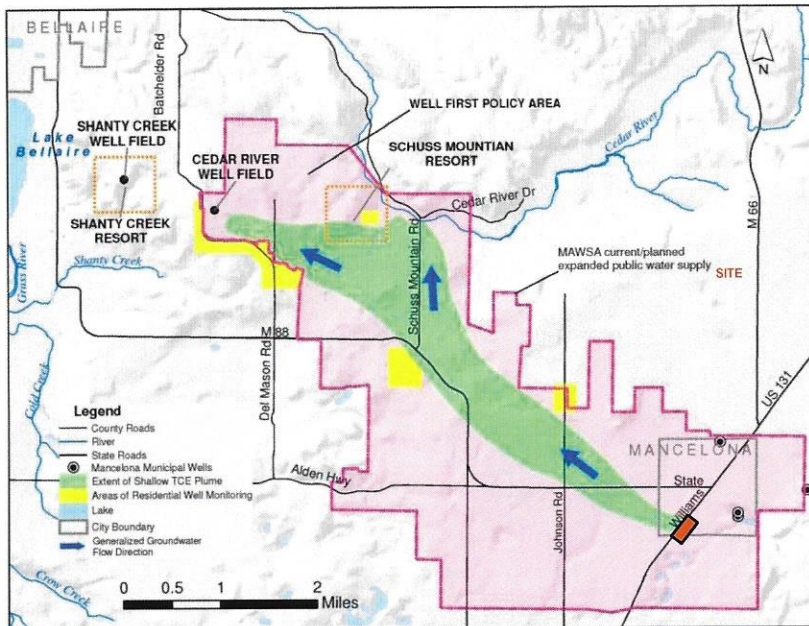 BELLAIRE
Batchelder Rd
N
WELL FIRST POLICY AREA
Lake
Bellaire
SHANTY CREEK
WELL FIELD
SCHUSS MOUNTIAN
RESORT
CEDAR RIVER
WELL FIELD
Cedar River
Cedar River Dr
M 66
SHANTY CREEK
RESORT
Grass River
Shanty Creek
Schuss Mountain Rd
MAWSA current/planned
expanded public water supply
SITE
M 88
Del Mason Rd
Cold Creek
US 131
Legend
County Roads
River
State Roads
Mancelona Municipal Wells
Extent of Shallow TCE Plume
Areas of Residential Well Monitoring
Lake
City Boundary
Generalized Groundwater
Flow Direction
Alden Hwy
MANCELONA
State
Williams
Johnson Rd
Crow Creek
0 0.5 1 2
Miles